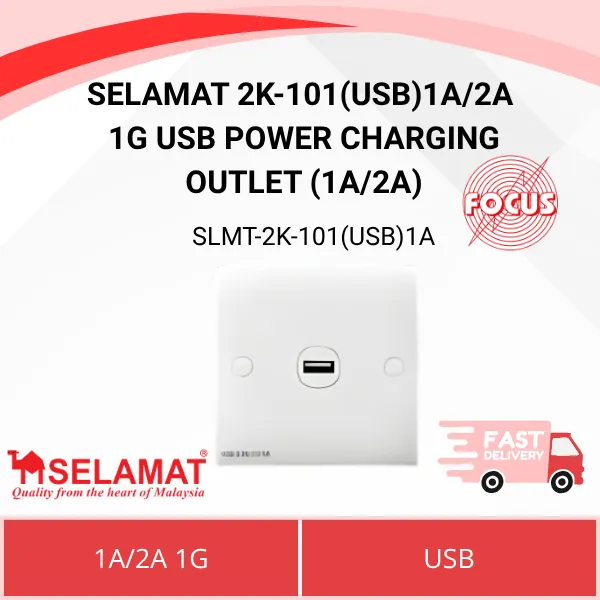 SELAMAT 2K-101(USB)1A/2A
1G USB POWER CHARGING
OUTLET (1A/2A)
SLMT-2K-101(USB)1A
FOCUS
SELAMAT®
Quality from the heart of Malaysia
FAST
DELIVERY
1A/2A 1G
USB